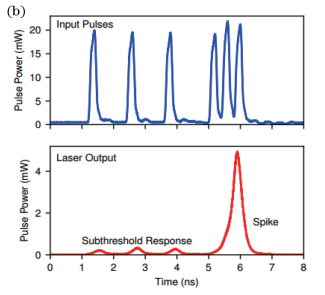 (b)
Input Pulses
Pulse Power (mW)
20
15
10
5
0
Laser Output
Pulse Power (mW)
4
2
0
Subthreshold Response
Spike
0 1 2 3 4 5 6 7 8
Time (ns)